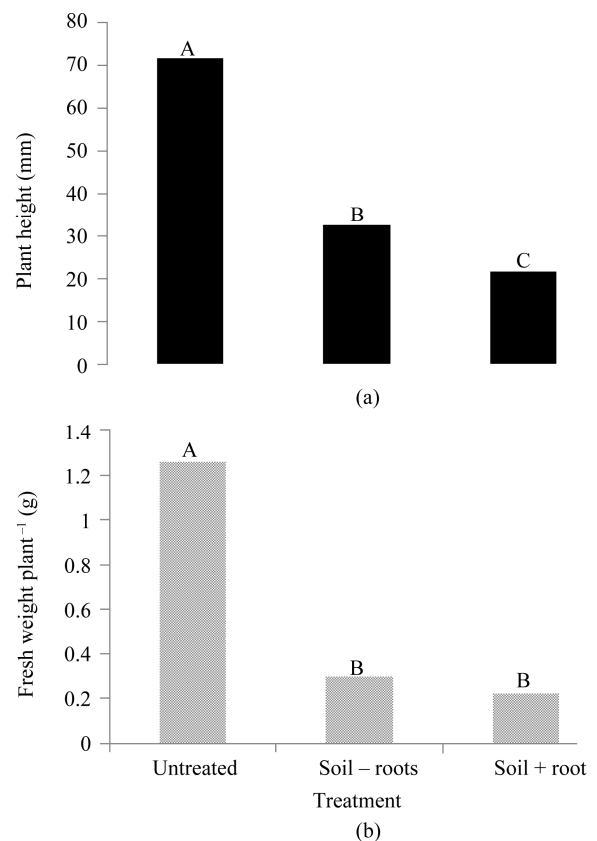 80
70
60
50
40
30
20
10
0
Plant height (mm)
A
B
C
(a)
1.4
1.2
1
0.8
0.6
0.4
0.2
0
Fresh weight plant⁻¹ (g)
A
B
B
Untreated
Soil – roots
Soil + root
Treatment
(b)